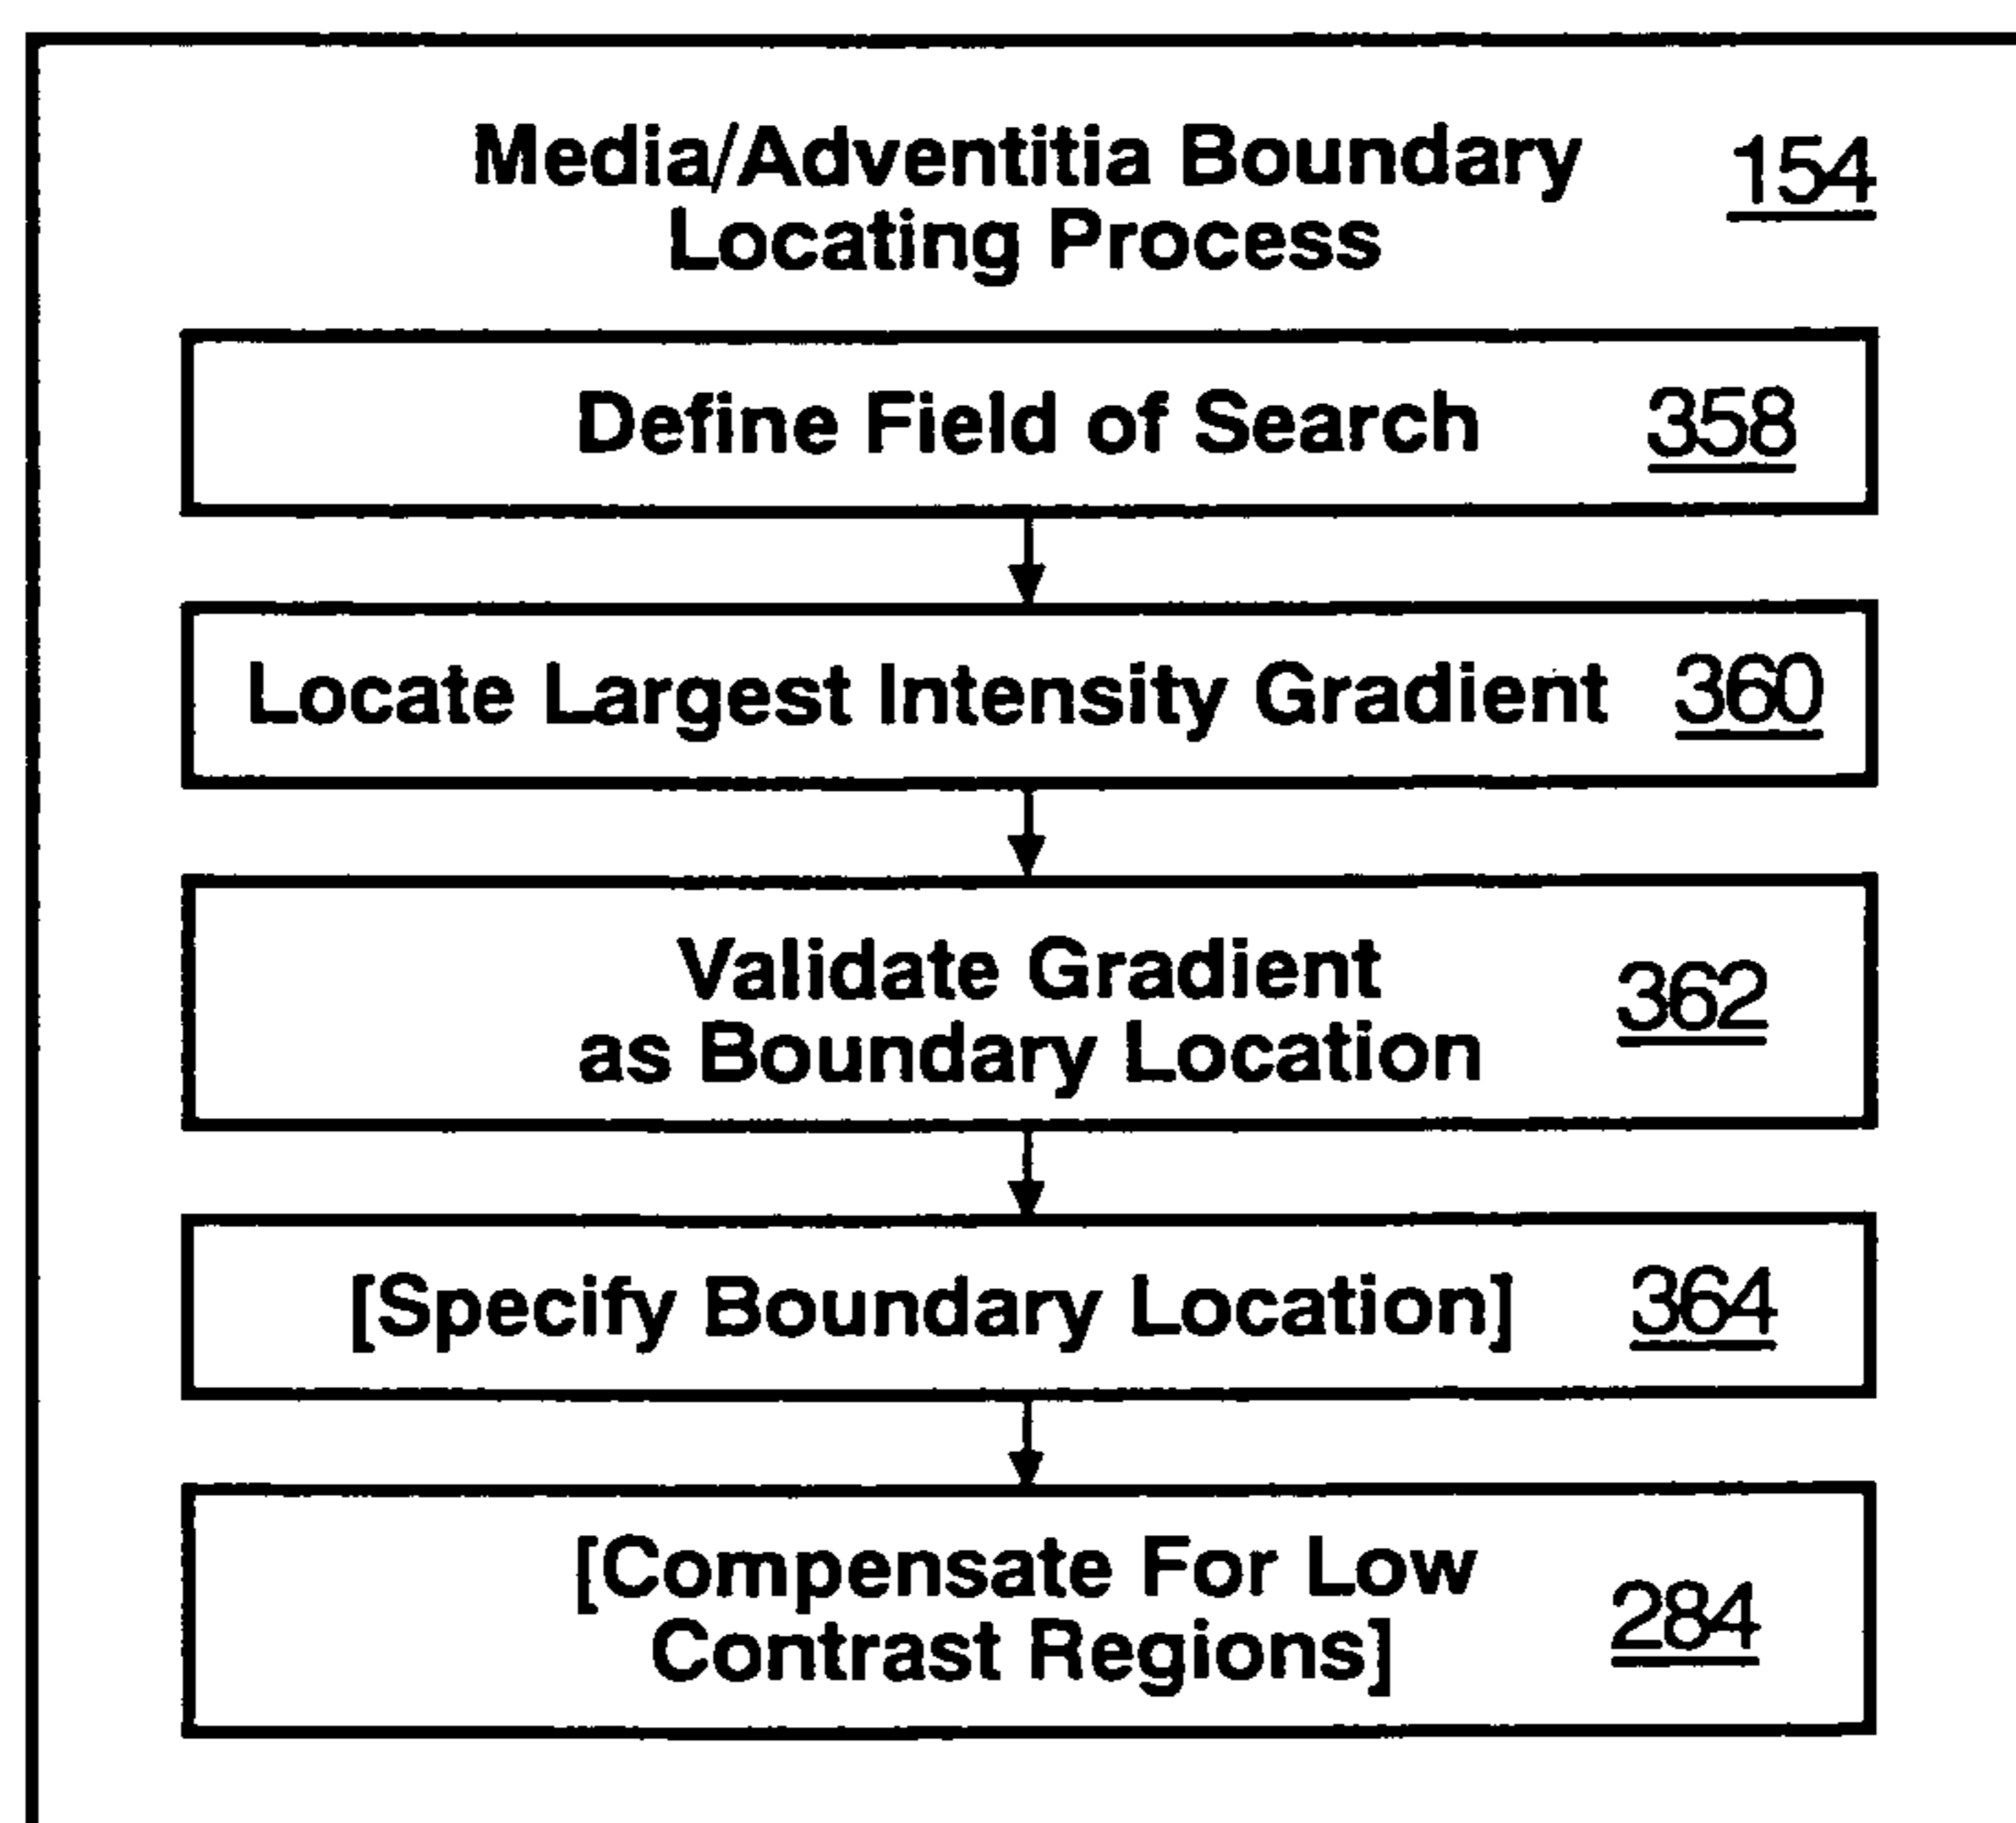 Media/Adventitia Boundary 154
Locating Process
Define Field of Search 358
Locate Largest Intensity Gradient 360
Validate Gradient
as Boundary Location 362
[Specify Boundary Location] 364
[Compensate For Low
Contrast Regions] 284